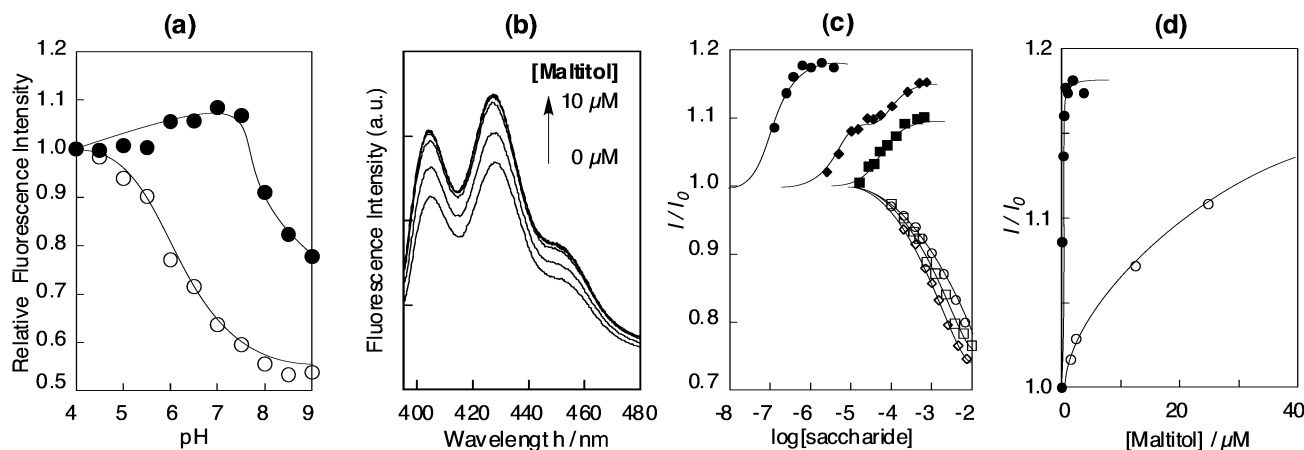 (a)
Relative Fluorescence Intensity
1.2
1.1
1.0
0.9
0.8
0.7
0.6
0.5
4 5 6 7 8 9
pH
(b)
Fluorescence Intensity (a.u.)
[Maltitol]
10 µM
0 µM
400 420 440 460 480
Wavelength / nm
(c)
I / I0
1.2
1.1
1.0
0.9
0.8
0.7
-8 -7 -6 -5 -4 -3 -2
log[saccharide]
(d)
I / I0
1.2
1.1
1.0
0 20 40
[Maltitol] / µM